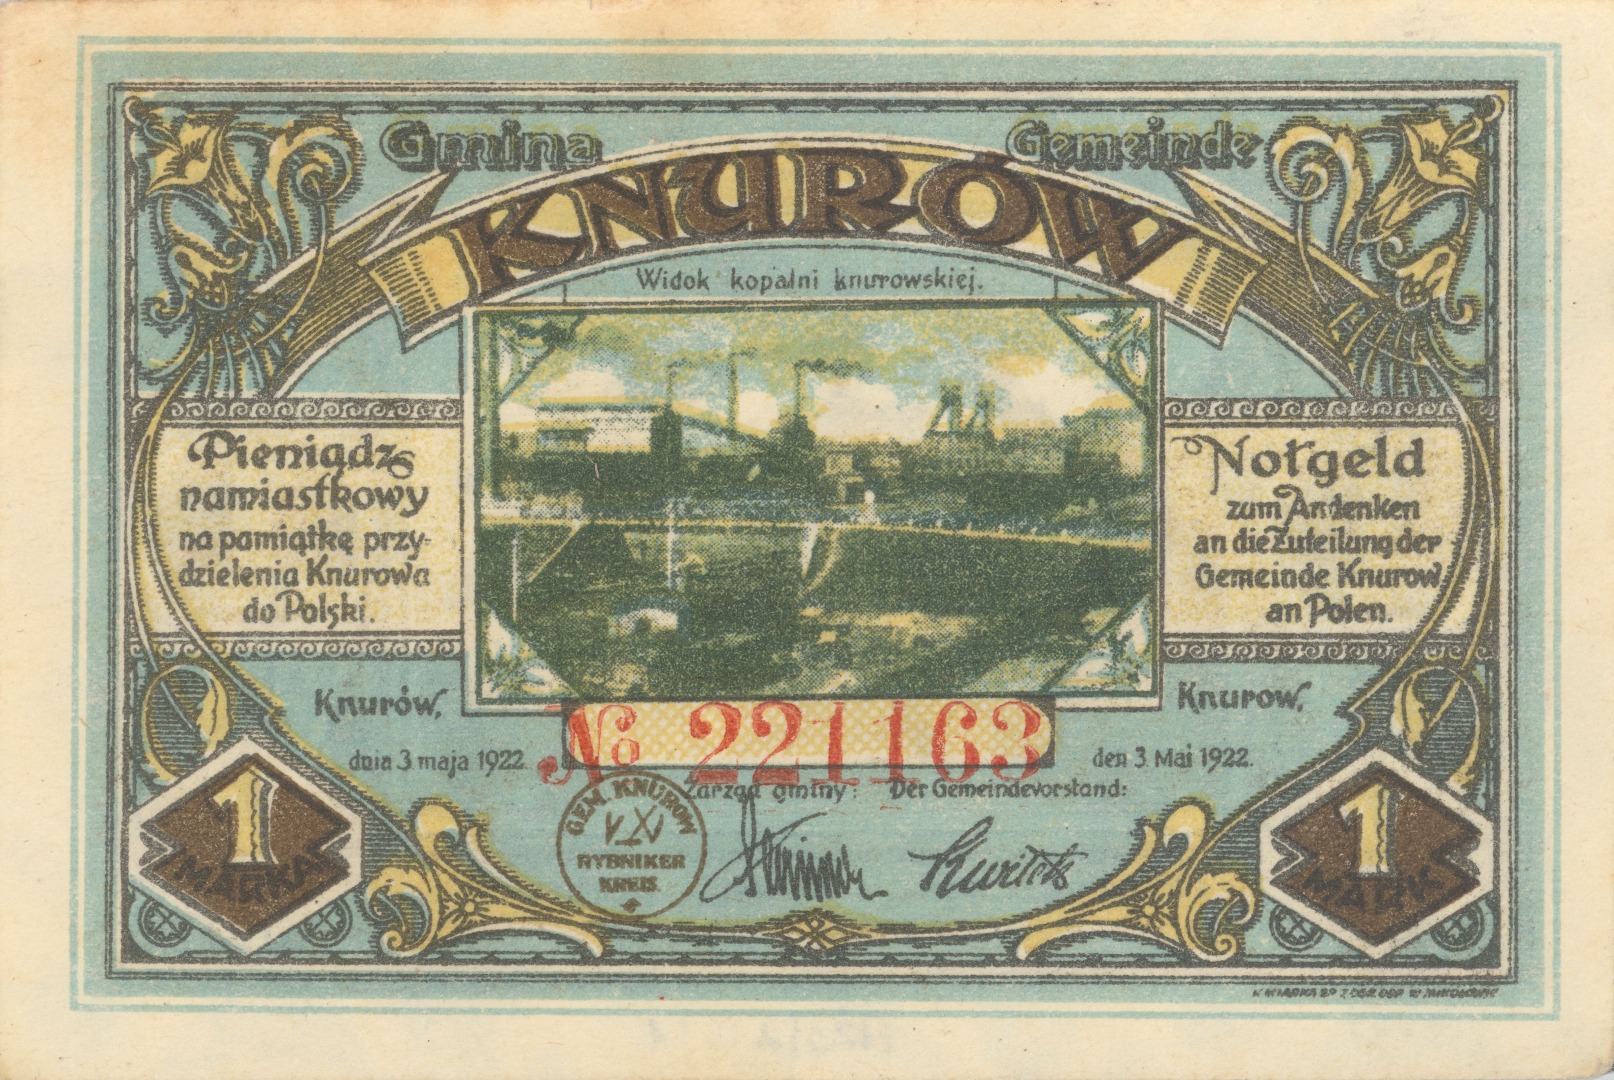 Gmina
Gemeinde
KNURÓW
Widok kopalni knurowskiej.
Pieniądz
namiastkowy
na pamiątkę przy-
dzielenia Knurowa
do Polski.
Notgeld
zum Andenken
an die Zuteilung der
Gemeinde Knurow
an Polen.
Knurów,
dnia 3 maja 1922
Knurow,
den 3. Mai 1922.
No 221163
Zarząd gminy: Der Gemeindevorstand:
GEM. KNUROW
RYBNIKER
KREIS.
1
MARKA
1
MARK